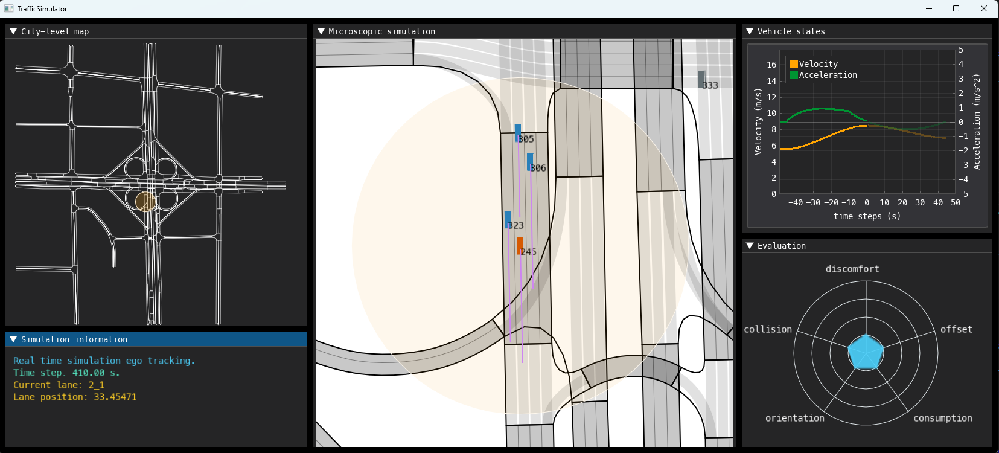 TrafficSimulator
City-level map
Simulation information
Real time simulation ego tracking.
Time step: 410.00 s.
Current lane: 2_1
Lane position: 33.45471
Microscopic simulation
333
305
306
323
245
Vehicle states
Velocity
Acceleration
Velocity (m/s)
16
14
12
10
8
6
4
2
0
5
4
3
2
1
0
−1
−2
−3
−4
−5
Acceleration (m/s^2)
−40 −30 −20 −10 0 10 20 30 40 50
time steps (s)
Evaluation
discomfort
collision
offset
orientation
consumption